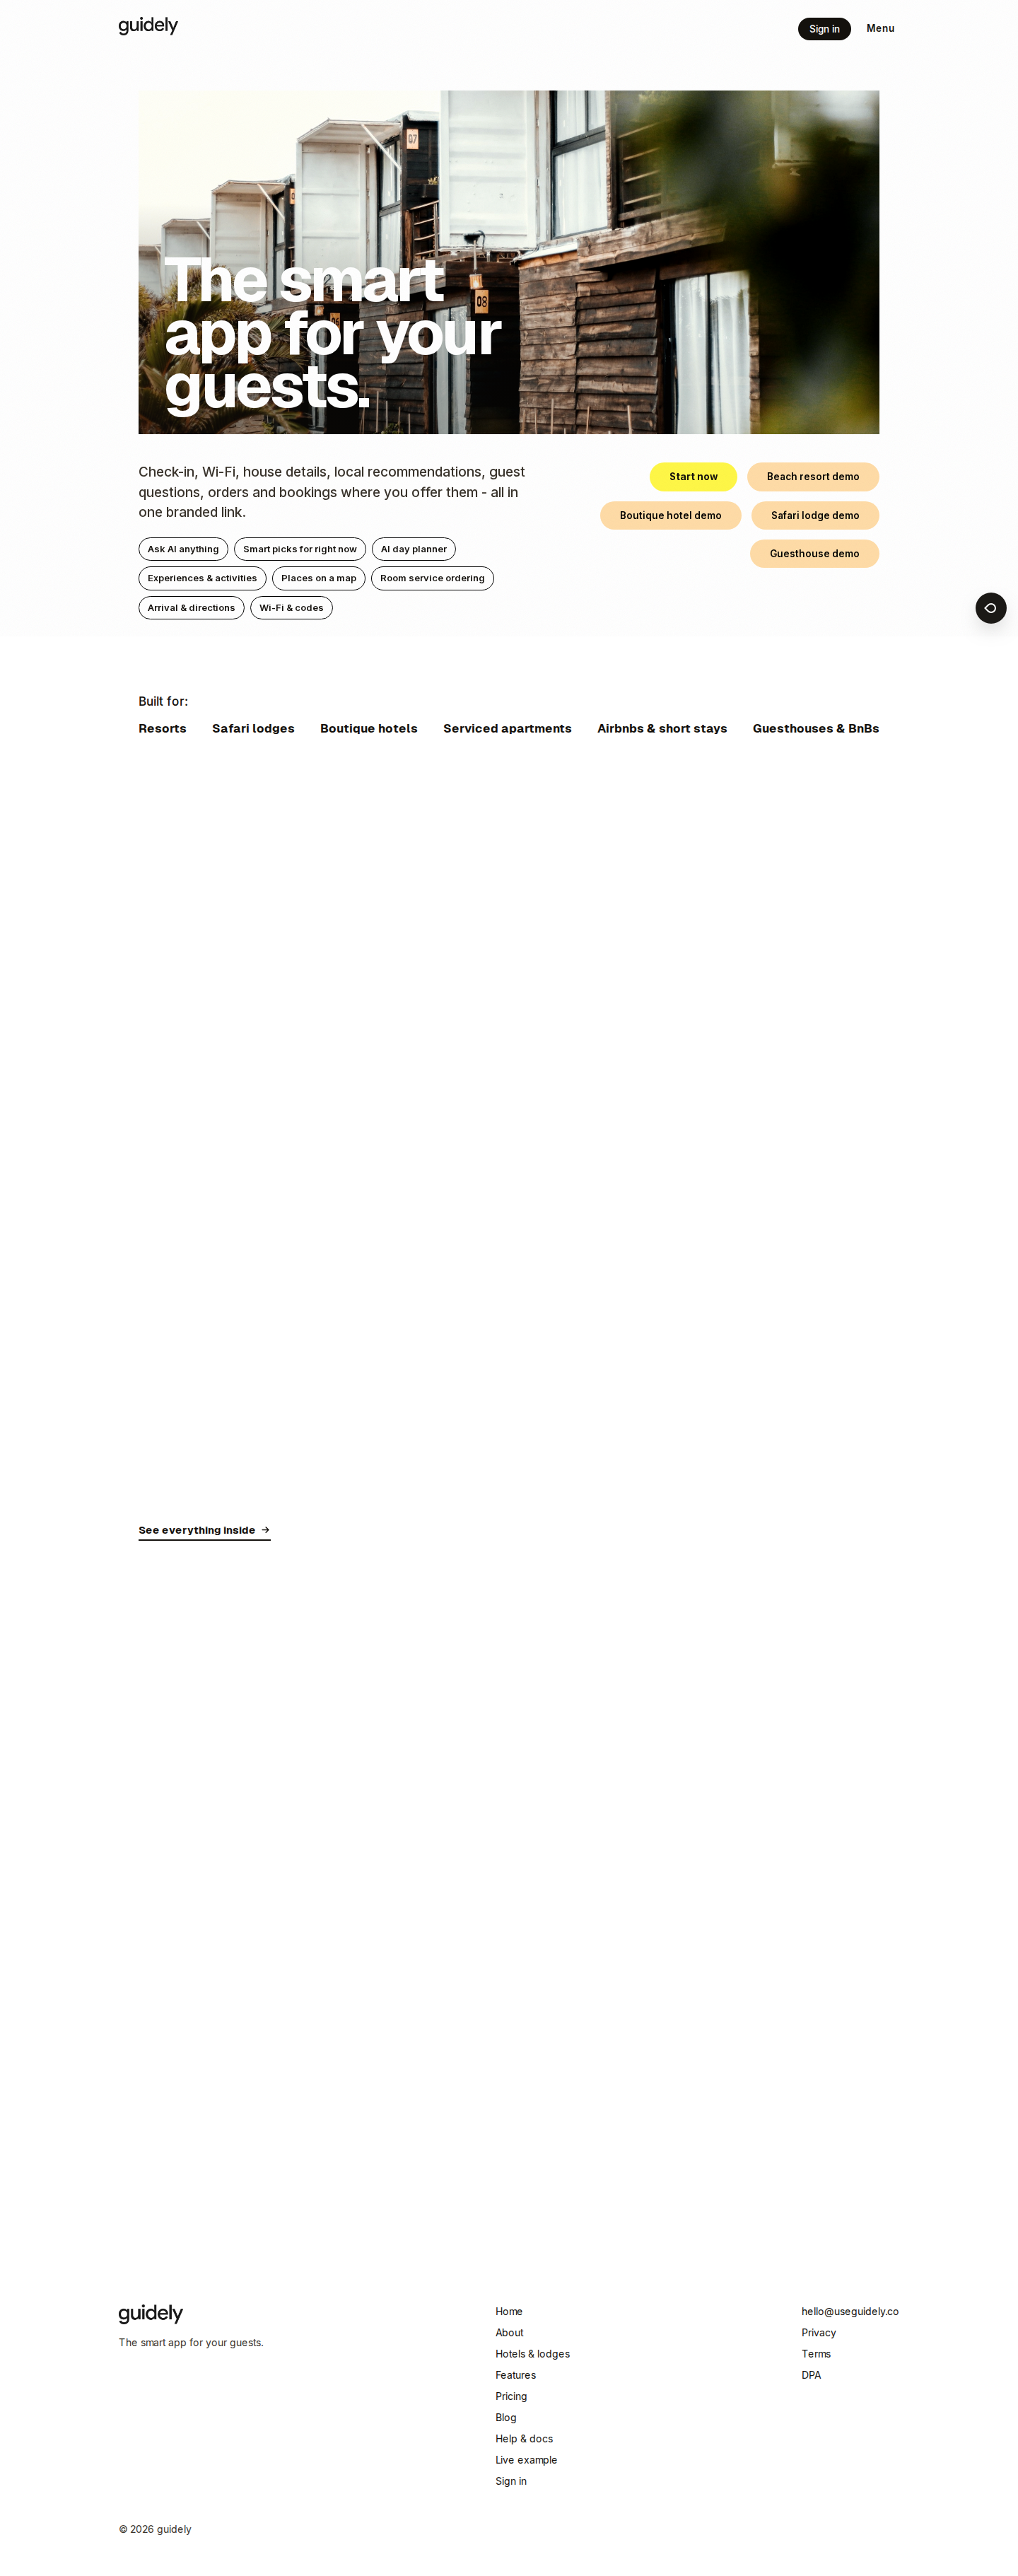 guidely
Sign in
Menu
07
08
The smart
app for your
guests.
Check-in, Wi-Fi, house details, local recommendations, guest
questions, orders and bookings where you offer them - all in
one branded link.
Start now
Beach resort demo
Boutique hotel demo
Safari lodge demo
Guesthouse demo
Ask AI anything
Smart picks for right now
AI day planner
Experiences & activities
Places on a map
Room service ordering
Arrival & directions
Wi-Fi & codes
Built for:
Resorts
Safari lodges
Boutique hotels
Serviced apartments
Airbnbs & short stays
Guesthouses & BnBs
See everything inside →
guidely
The smart app for your guests.
Home
About
Hotels & lodges
Features
Pricing
Blog
Help & docs
Live example
Sign in
hello@useguidely.co
Privacy
Terms
DPA
© 2026 guidely